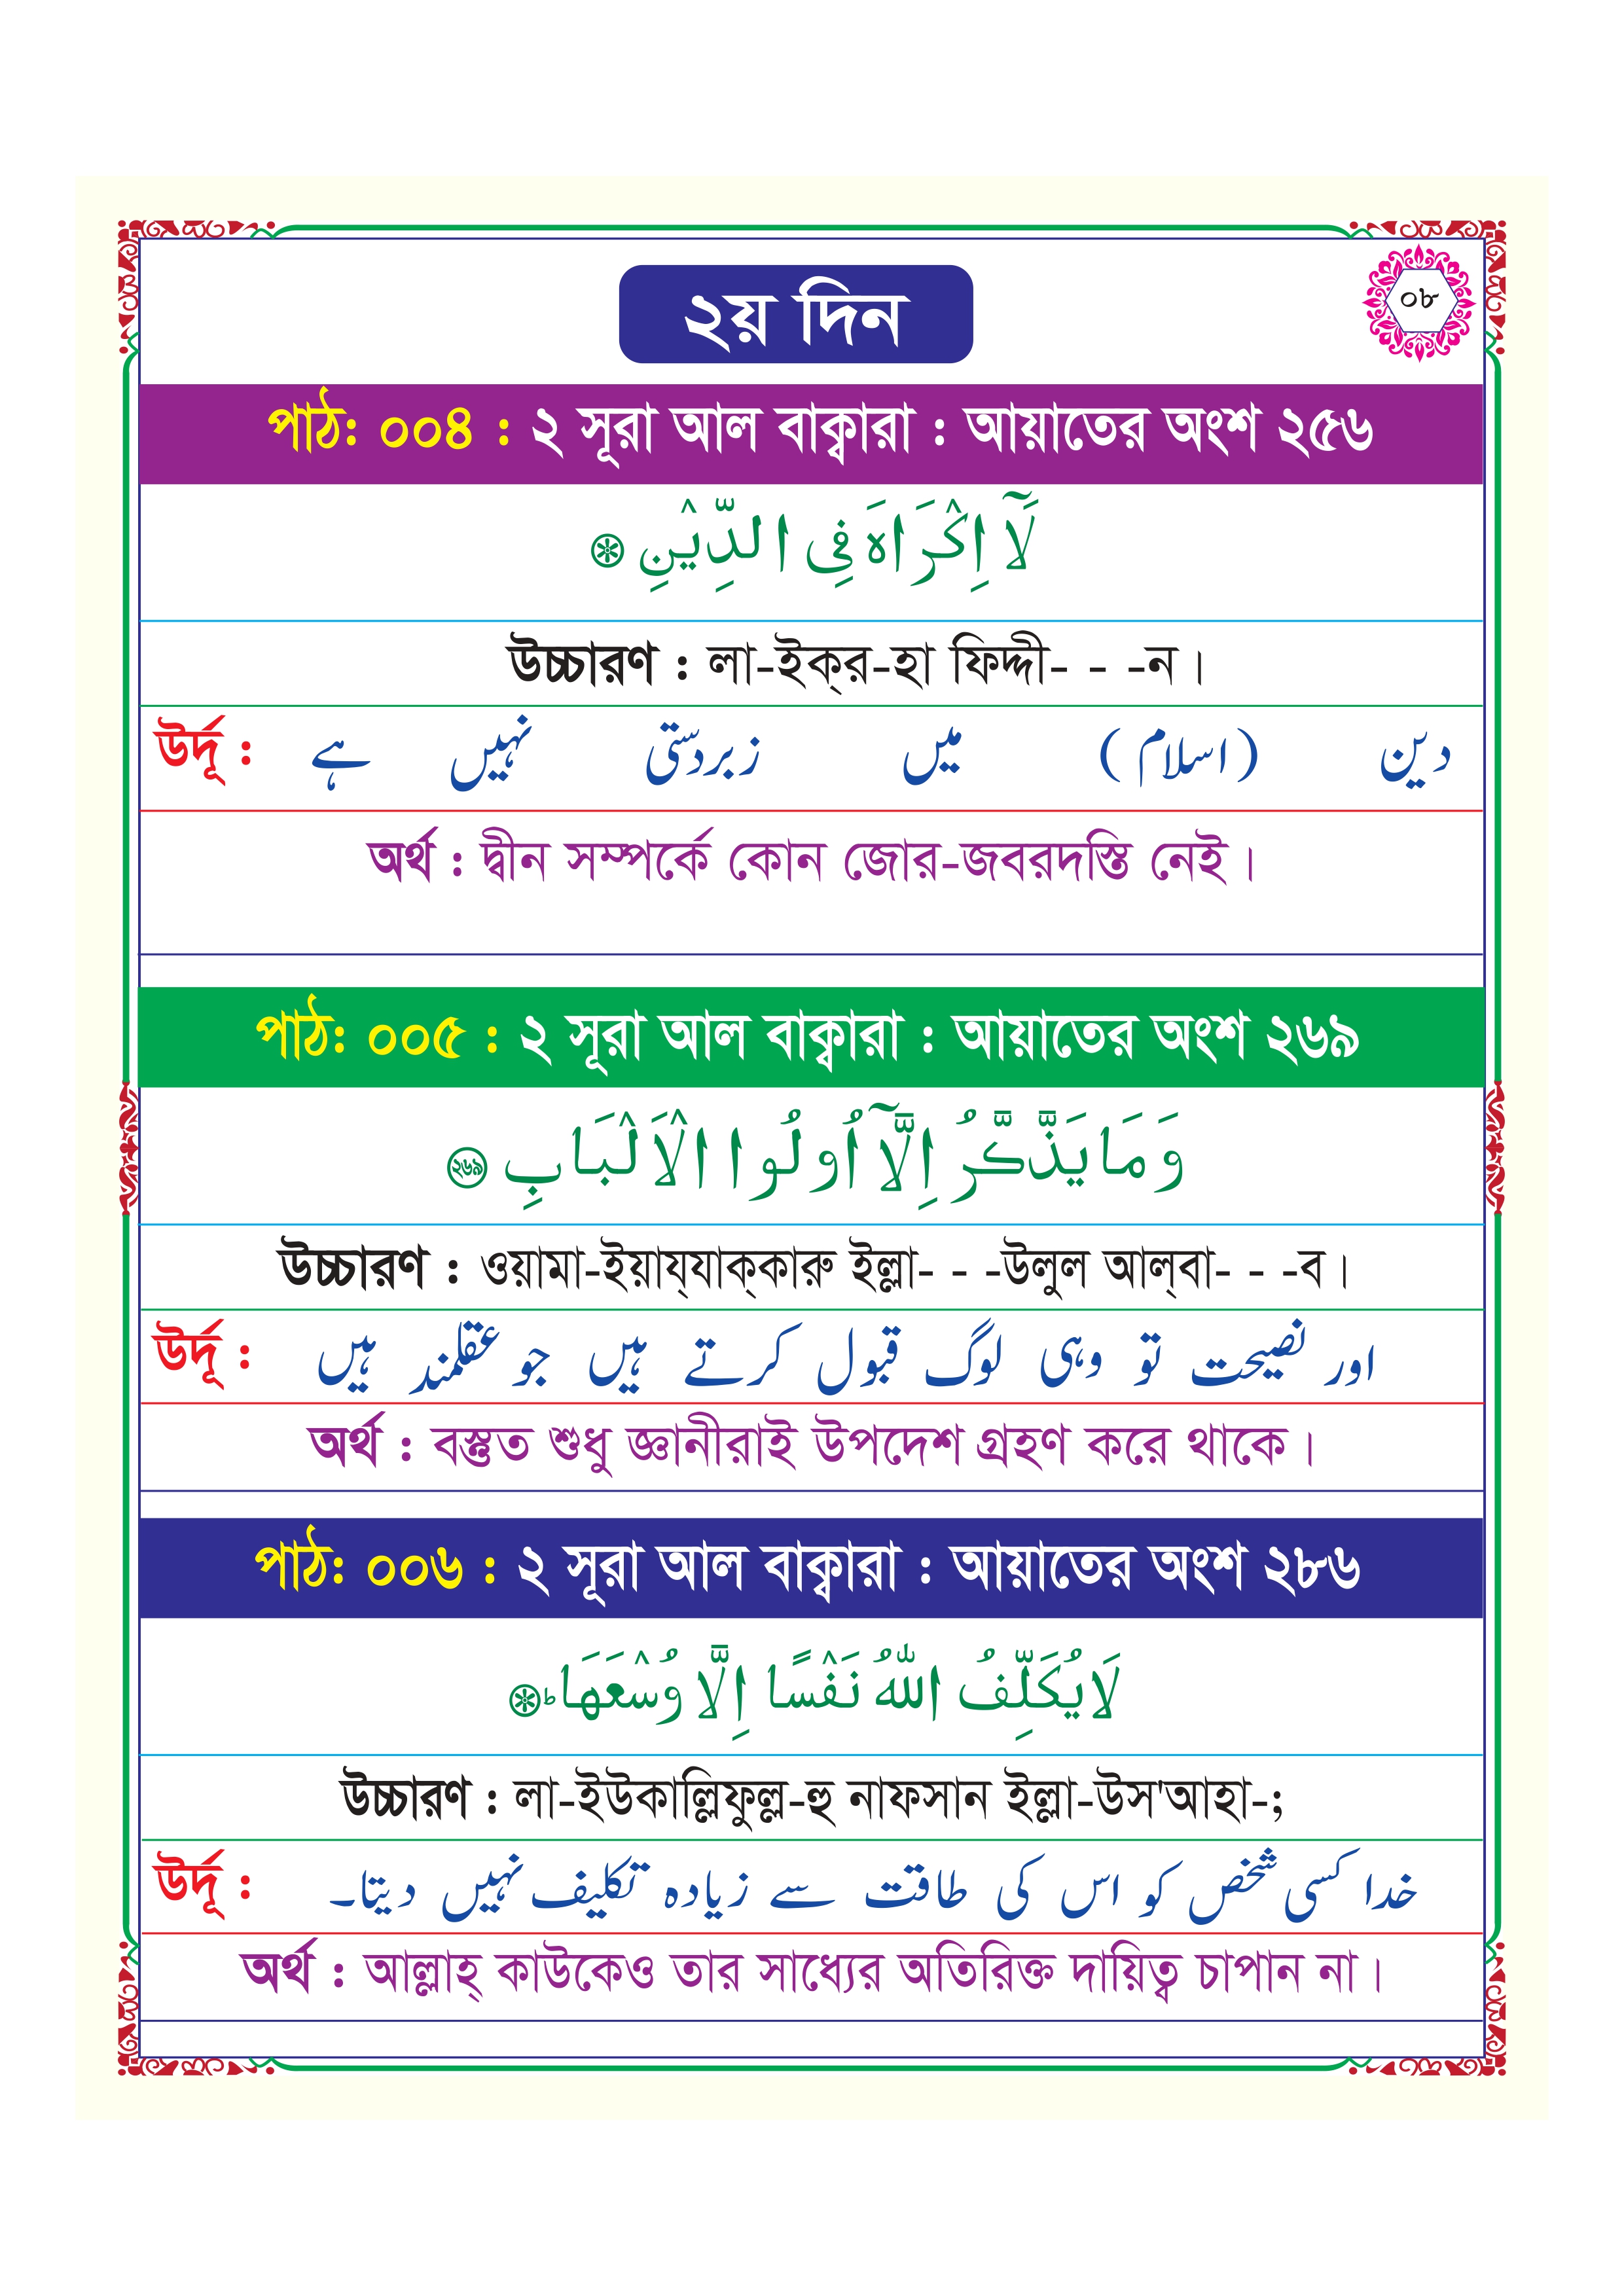 ০৮
২য় দিন
পাঠ: ০০৪ : ২ সূরা আল বাক্বারা : আয়াতের অংশ ২৫৬
لَآ اِكْرَاهَ فِى الدِّيْنِ
উচ্চারণ : লা-ইক্‌র-হা ফিদ্দী- - -ন।
উর্দূ : دین (اسلام) میں زبردستی نہیں ہے
অর্থ : দ্বীন সম্পর্কে কোন জোর-জবরদস্তি নেই।
পাঠ: ০০৫ : ২ সূরা আল বাক্বারা : আয়াতের অংশ ২৬৯
وَمَا يَذَّكَّرُ اِلَّآ اُولُوا الْاَلْبَابِ ২৬৯
উচ্চারণ : ওয়ামা-ইয়ায্‌যাক্‌কারু ইল্লা- - -উলুল আল্‌বা- - -ব।
উর্দূ : اور نصیحت تو وہی لوگ قبول کرتے ہیں جو عقلمند ہیں
অর্থ : বস্তুত শুধু জ্ঞানীরাই উপদেশ গ্রহণ করে থাকে।
পাঠ: ০০৬ : ২ সূরা আল বাক্বারা : আয়াতের অংশ ২৮৬
لَا يُكَلِّفُ اللّٰهُ نَفْسًا اِلَّا وُسْعَهَا ؕ
উচ্চারণ : লা-ইউকাল্লিফুল্ল-হু নাফসান ইল্লা-উস'আহা-;
উর্দূ : خدا کسی شخص کو اس کی طاقت سے زیادہ تکلیف نہیں دیتا۔
অর্থ : আল্লাহ্ কাউকেও তার সাধ্যের অতিরিক্ত দায়িত্ব চাপান না।